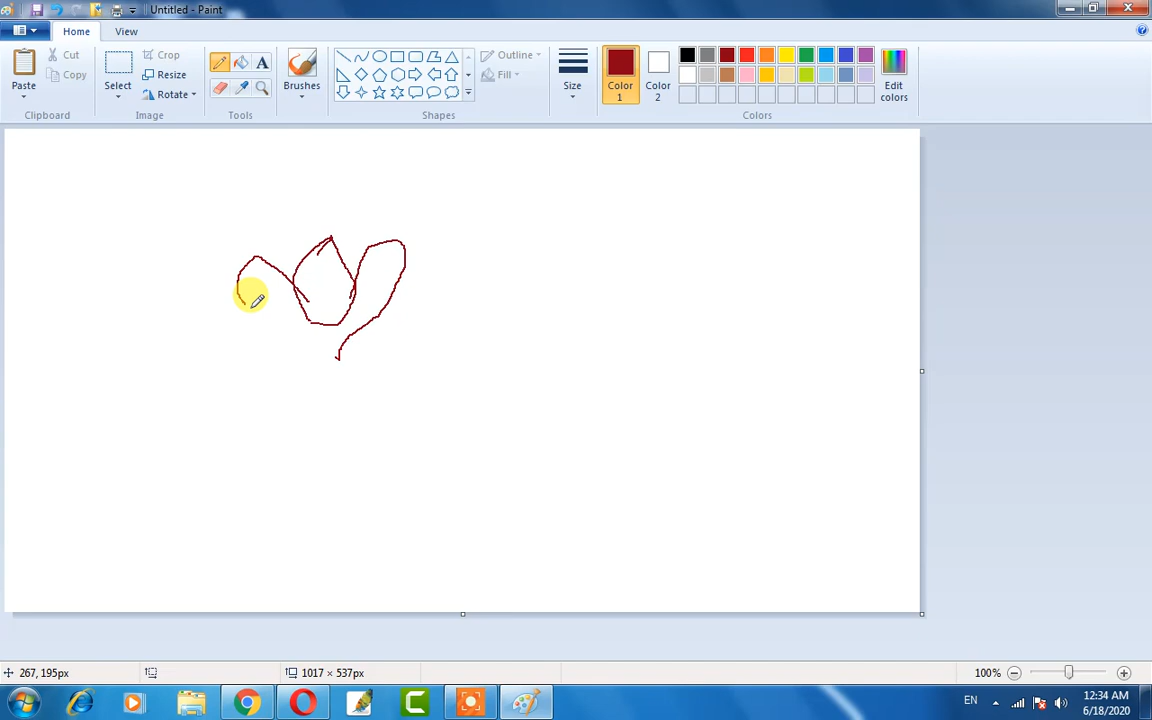 Untitled - Paint
Home
View
Paste
Cut
Copy
Clipboard
Select
Crop
Resize
Rotate
Image
A
Tools
Brushes
Outline
Fill
Shapes
Size
Color 1
Color 2
Edit colors
Colors
267, 195px
1017 × 537px
100%
EN
12:34 AM
6/18/2020